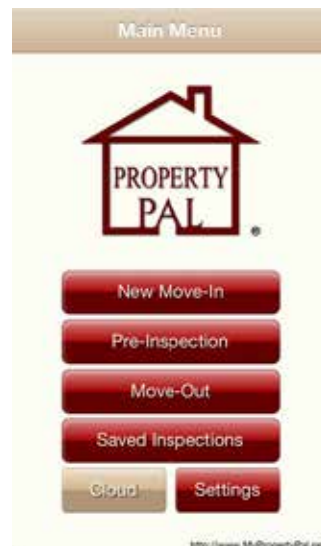 Main Menu
PROPERTY
PAL ®
New Move-In
Pre-Inspection
Move-Out
Saved Inspections
Cloud Settings